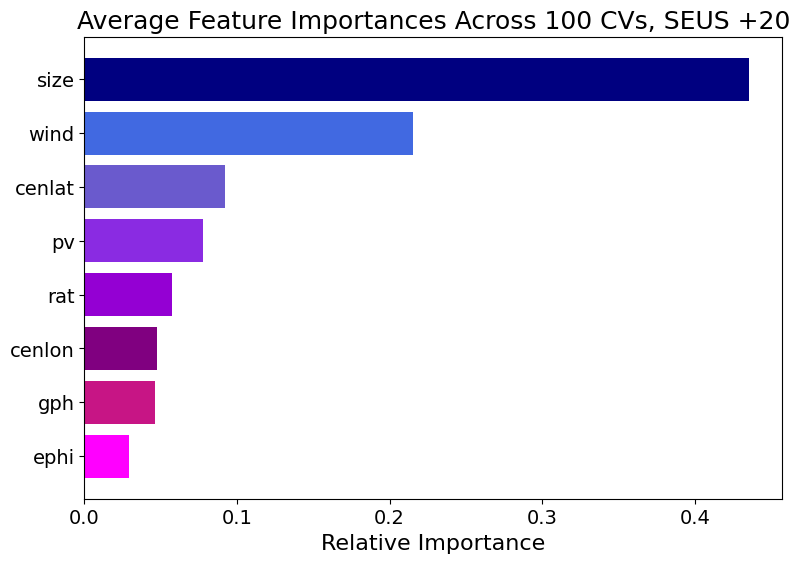 Average Feature Importances Across 100 CVs, SEUS +20
size
wind
cenlat
pv
rat
cenlon
gph
ephi
0.0 0.1 0.2 0.3 0.4
Relative Importance